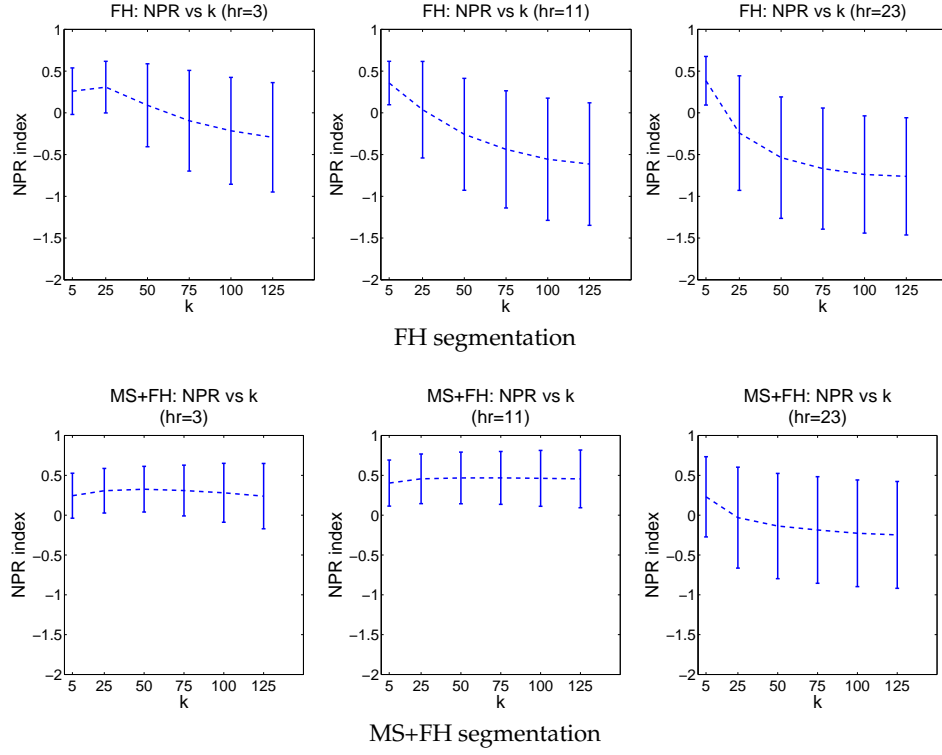 FH: NPR vs k (hr=3)
NPR index
1
0.5
0
−0.5
−1
−1.5
−2
5 25 50 75 100 125
k
FH: NPR vs k (hr=11)
NPR index
1
0.5
0
−0.5
−1
−1.5
−2
5 25 50 75 100 125
k
FH: NPR vs k (hr=23)
NPR index
1
0.5
0
−0.5
−1
−1.5
−2
5 25 50 75 100 125
k
FH segmentation
MS+FH: NPR vs k
(hr=3)
NPR index
1
0.5
0
−0.5
−1
−1.5
−2
5 25 50 75 100 125
k
MS+FH: NPR vs k
(hr=11)
NPR index
1
0.5
0
−0.5
−1
−1.5
−2
5 25 50 75 100 125
k
MS+FH: NPR vs k
(hr=23)
NPR index
1
0.5
0
−0.5
−1
−1.5
−2
5 25 50 75 100 125
k
MS+FH segmentation